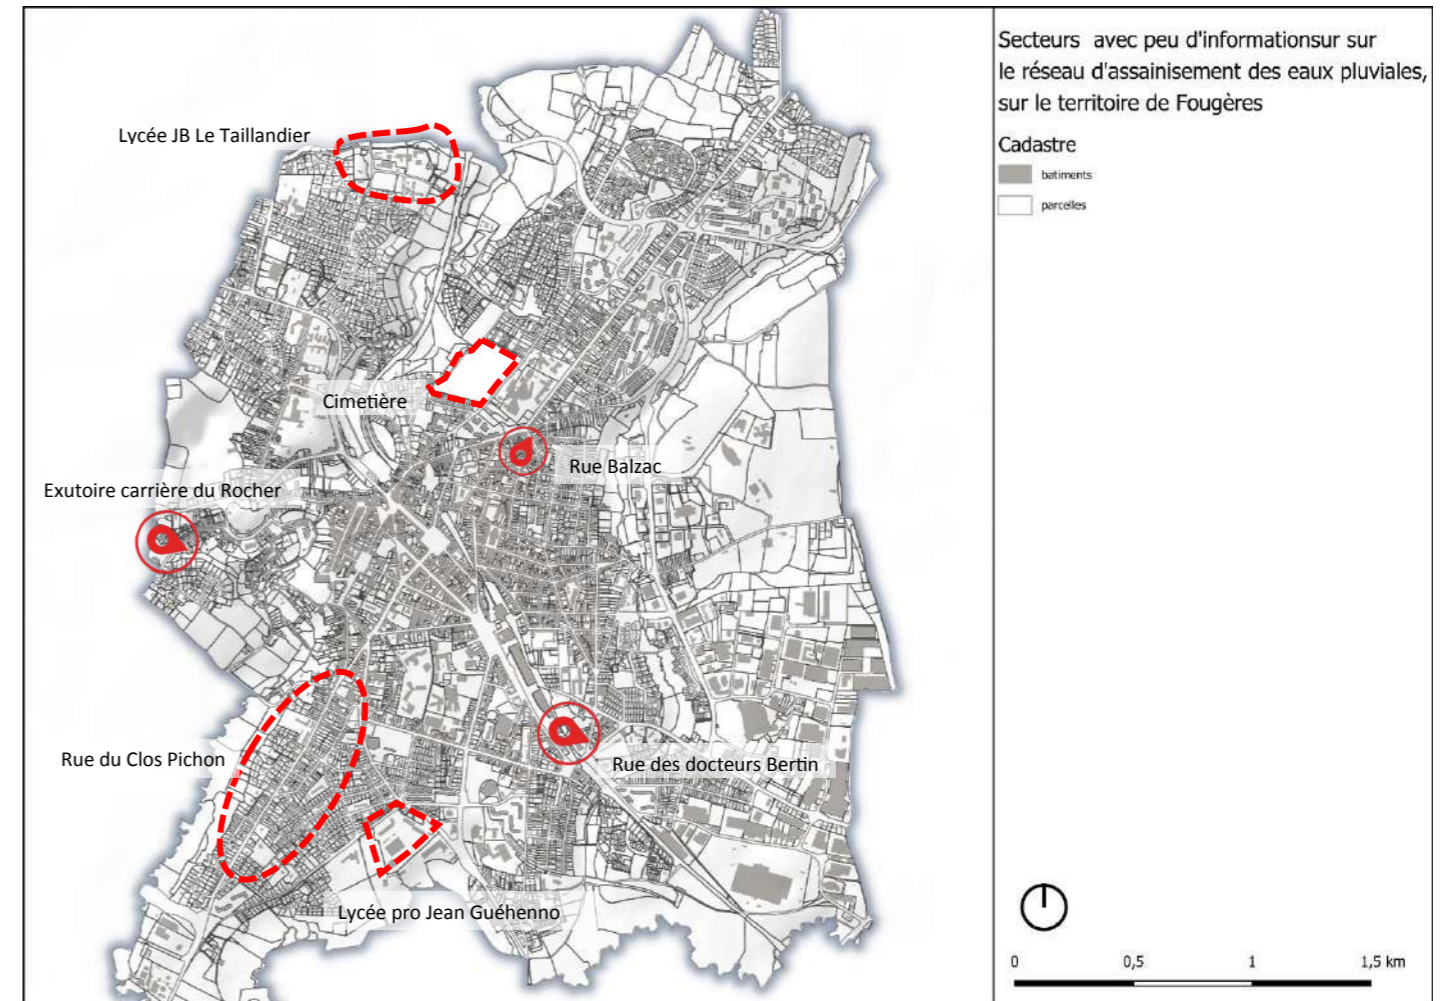 Secteurs avec peu d'informationsur sur
le réseau d'assainisement des eaux pluviales,
sur le territoire de Fougères
Cadastre
batiments
parcelles
Lycée JB Le Taillandier
Cimetière
Rue Balzac
Exutoire carrière du Rocher
Rue du Clos Pichon
Rue des docteurs Bertin
Lycée pro Jean Guéhenno
0 0,5 1 1,5 km